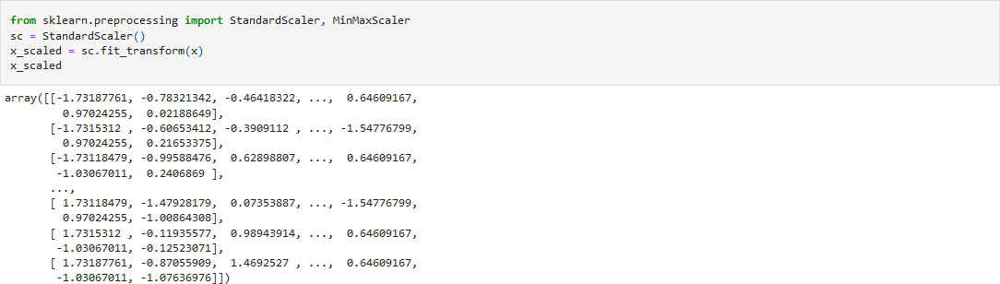 from sklearn.preprocessing import StandardScaler, MinMaxScaler
sc = StandardScaler()
x_scaled = sc.fit_transform(x)
x_scaled
array([[-1.73187761, -0.78321342, -0.46418322, ...,  0.64609167,
         0.97024255,  0.02188649],
       [-1.7315312 , -0.60653412, -0.3909112 , ..., -1.54776799,
         0.97024255,  0.21653375],
       [-1.73118479, -0.99588476,  0.62898807, ...,  0.64609167,
        -1.03067011,  0.2406869 ],
       ...,
       [ 1.73118479, -1.47928179,  0.07353887, ..., -1.54776799,
         0.97024255, -1.00864308],
       [ 1.7315312 , -0.11935577,  0.98943914, ...,  0.64609167,
        -1.03067011, -0.12523071],
       [ 1.73187761, -0.87055909,  1.4692527 , ...,  0.64609167,
        -1.03067011, -1.07636976]])